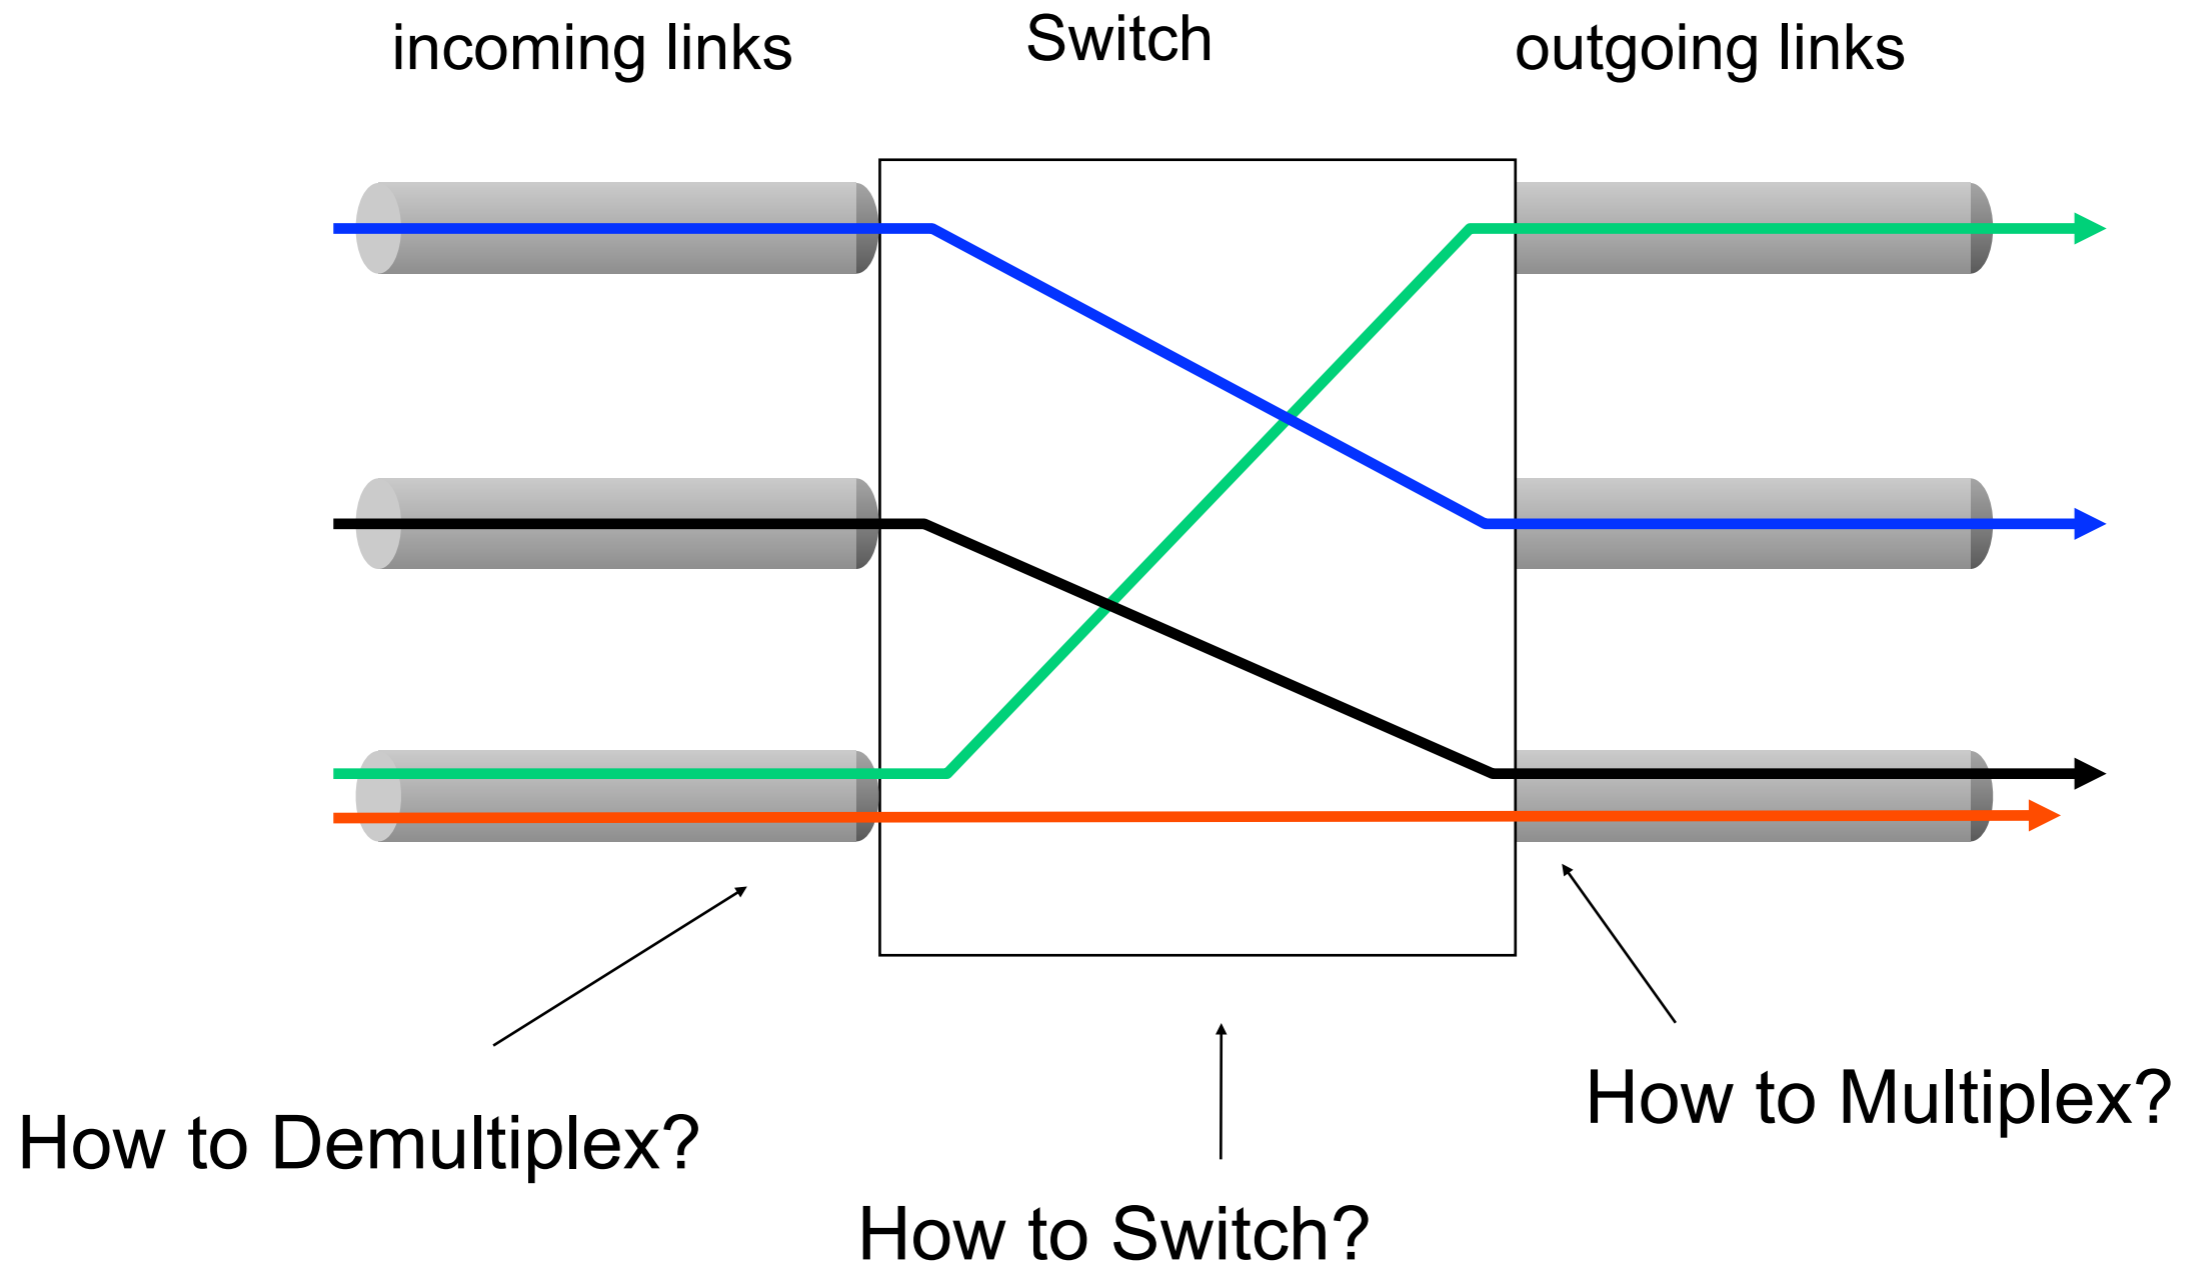 incoming links
Switch
outgoing links
How to Demultiplex?
How to Switch?
How to Multiplex?